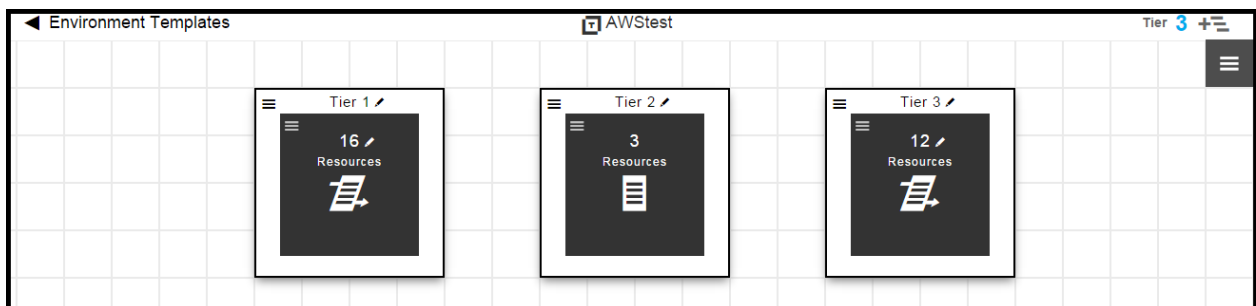 Environment Templates
AWStest
Tier 3
Tier 1
16
Resources
Tier 2
3
Resources
Tier 3
12
Resources